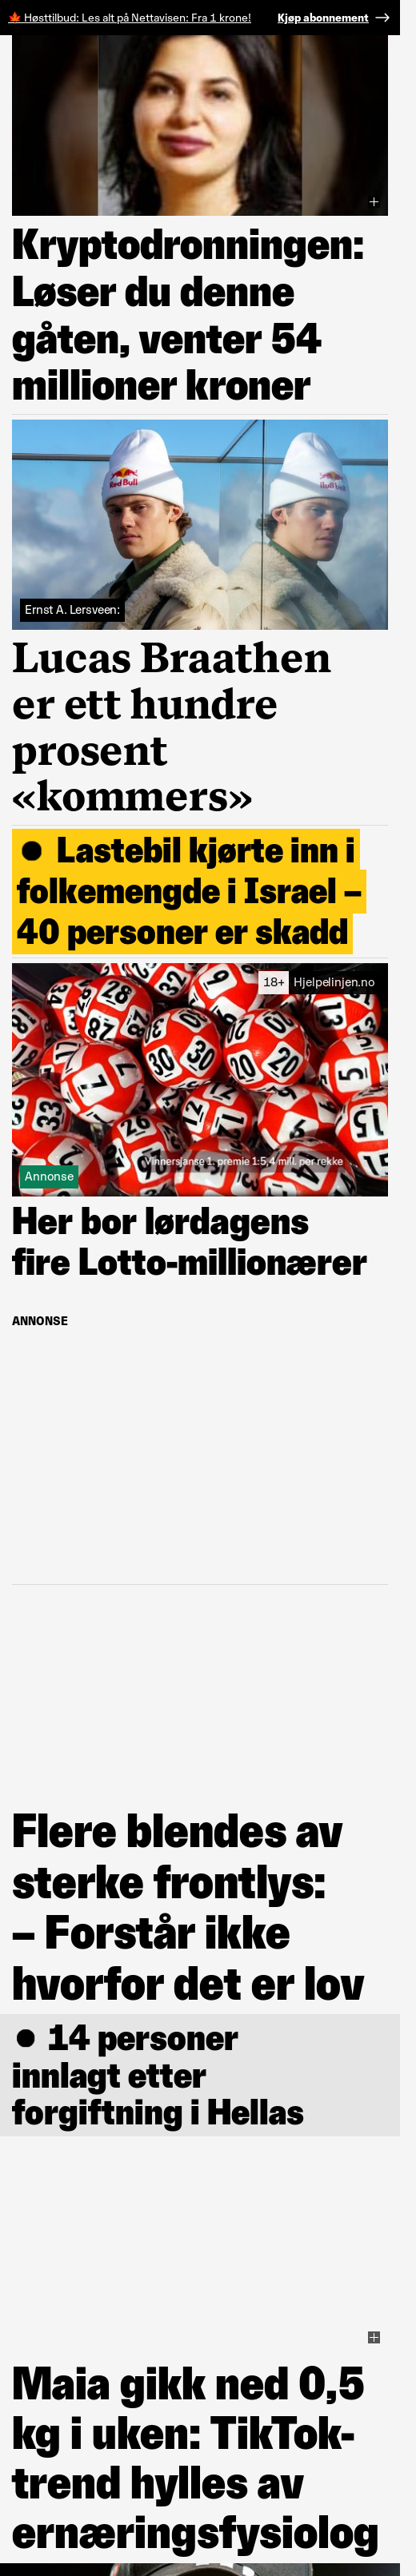 🍁 Høsttilbud: Les alt på Nettavisen: Fra 1 krone! Kjøp abonnement →
Kryptodronningen:
Løser du denne
gåten, venter 54
millioner kroner
Red Bull Red Bull
Ernst A. Lersveen:
Lucas Braathen
er ett hundre
prosent
«kommers»
Lastebil kjørte inn i
folkemengde i Israel –
40 personer er skadd
18+ Hjelpelinjen.no
Vinnersjanse 1. premie 1:5,4 mill. per rekke
Annonse
Her bor lørdagens
fire Lotto-millionærer
ANNONSE
Flere blendes av
sterke frontlys:
– Forstår ikke
hvorfor det er lov
14 personer
innlagt etter
forgiftning i Hellas
Maia gikk ned 0,5
kg i uken: TikTok-
trend hylles av
ernæringsfysiolog